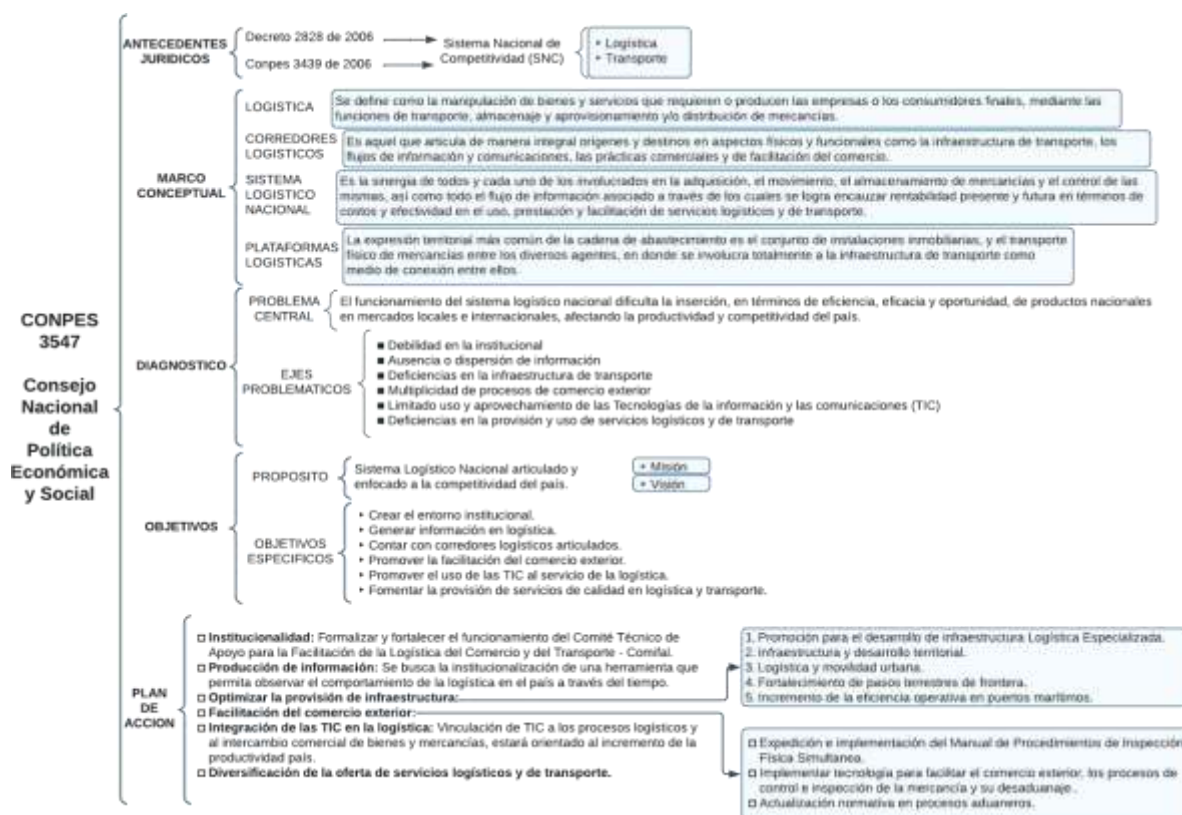 CONPES
3547
Consejo
Nacional
de
Política
Económica
y Social
ANTECEDENTES
JURIDICOS
Decreto 2828 de 2006
Conpes 3439 de 2006
Sistema Nacional de
Competitividad (SNC)
Logística
Transporte
MARCO
CONCEPTUAL
LOGISTICA
Se define como la manipulación de bienes y servicios que requieren o producen las empresas o los consumidores finales, mediante las
funciones de transporte, almacenaje y aprovisionamiento y/o distribución de mercancías.
CORREDORES
LOGISTICOS
Es aquel que articula de manera integral orígenes y destinos en aspectos físicos y funcionales como la infraestructura de transporte, los
flujos de información y comunicaciones, las prácticas comerciales y de facilitación del comercio.
SISTEMA
LOGISTICO
NACIONAL
Es la sinergia de todos y cada uno de los involucrados en la adquisición, el movimiento, el almacenamiento de mercancías y el control de las
mismas, así como todo el flujo de información asociado a través de los cuales se logra encauzar rentabilidad presente y futura en términos de
costos y efectividad en el uso, prestación y facilitación de servicios logísticos y de transporte.
PLATAFORMAS
LOGISTICAS
La expresión territorial más común de la cadena de abastecimiento es el conjunto de instalaciones inmobiliarias, y el transporte
físico de mercancías entre los diversos agentes, en donde se involucra totalmente a la infraestructura de transporte como
medio de conexión entre ellos.
DIAGNOSTICO
PROBLEMA
CENTRAL
El funcionamiento del sistema logístico nacional dificulta la inserción, en términos de eficiencia, eficacia y oportunidad, de productos nacionales
en mercados locales e internacionales, afectando la productividad y competitividad del país.
EJES
PROBLEMATICOS
■ Debilidad en la institucional
■ Ausencia o dispersión de información
■ Deficiencias en la infraestructura de transporte
■ Multiplicidad de procesos de comercio exterior
■ Limitado uso y aprovechamiento de las Tecnologías de la información y las comunicaciones (TIC)
■ Deficiencias en la provisión y uso de servicios logísticos y de transporte
OBJETIVOS
PROPOSITO
Sistema Logístico Nacional articulado y
enfocado a la competitividad del país.
Misión
Visión
OBJETIVOS
ESPECIFICOS
Crear el entorno institucional.
Generar información en logística.
Contar con corredores logísticos articulados.
Promover la facilitación del comercio exterior.
Promover el uso de las TIC al servicio de la logística.
Fomentar la provisión de servicios de calidad en logística y transporte.
PLAN
DE
ACCION
Institucionalidad: Formalizar y fortalecer el funcionamiento del Comité Técnico de
Apoyo para la Facilitación de la Logística del Comercio y del Transporte - Comifal.
Producción de información: Se busca la institucionalización de una herramienta que
permita observar el comportamiento de la logística en el país a través del tiempo.
Optimizar la provisión de infraestructura:
Facilitación del comercio exterior:
Integración de las TIC en la logística: Vinculación de TIC a los procesos logísticos y
al intercambio comercial de bienes y mercancías, estará orientado al incremento de la
productividad país.
Diversificación de la oferta de servicios logísticos y de transporte.
1. Promoción para el desarrollo de infraestructura Logística Especializada.
2. Infraestructura y desarrollo territorial.
3. Logística y movilidad urbana.
4. Fortalecimiento de pasos terrestres de frontera.
5. Incremento de la eficiencia operativa en puertos marítimos.
Expedición e implementación del Manual de Procedimientos de Inspección
Física Simultanea.
Implementar tecnología para facilitar el comercio exterior, los procesos de
control e inspección de la mercancía y su desaduanaje.
Actualización normativa en procesos aduaneros.